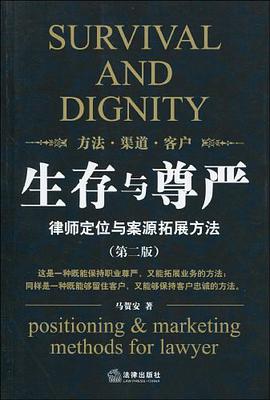 SURVIVAL
AND
DIGNITY
方法·渠道·客户
生存与尊严
律师定位与案源拓展方法
(第二版)
这是一种既能保持职业尊严,又能拓展业务的方法;
同样是一种既能够留住客户,又能够保持客户忠诚的方法。
马贺安 著
positioning & marketing
methods for lawyer
法律出版社
LAW PRESS·CHINA